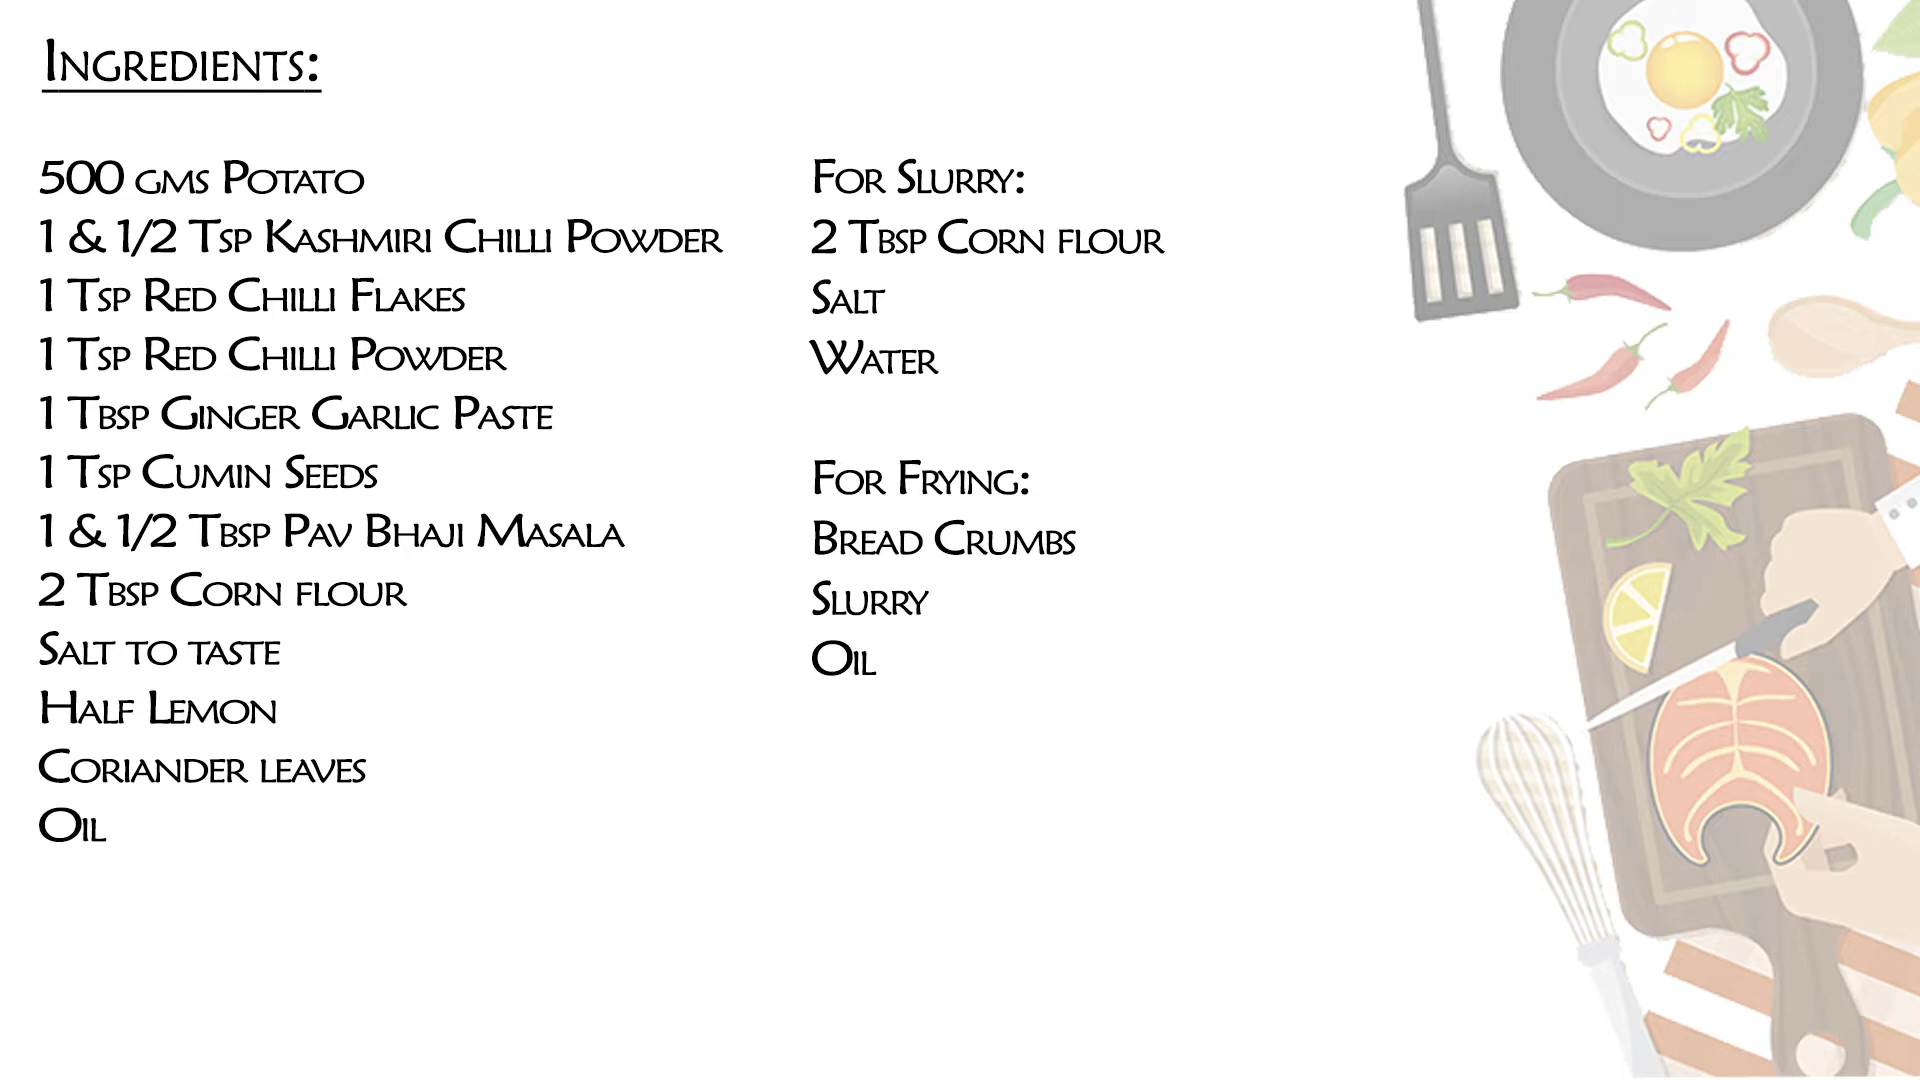 Ingredients:
500 gms Potato
1 & 1/2 Tsp Kashmiri Chilli Powder
1 Tsp Red Chilli Flakes
1 Tsp Red Chilli Powder
1 Tbsp Ginger Garlic Paste
1 Tsp Cumin Seeds
1 & 1/2 Tbsp Pav Bhaji Masala
2 Tbsp Corn flour
Salt to taste
Half Lemon
Coriander leaves
Oil
For Slurry:
2 Tbsp Corn flour
Salt
Water
For Frying:
Bread Crumbs
Slurry
Oil